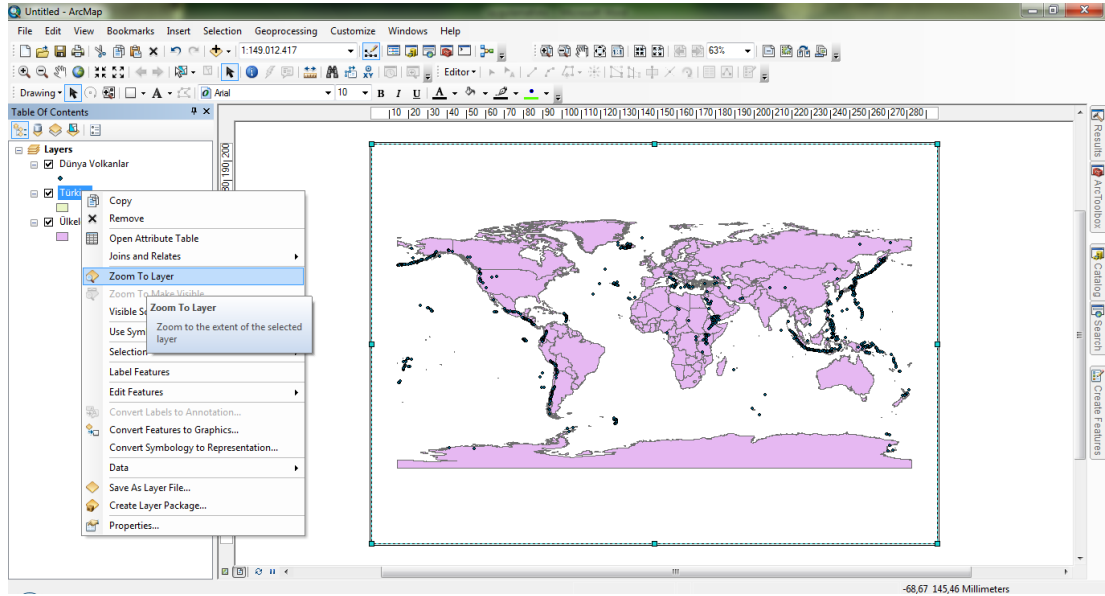 Untitled - ArcMap
File Edit View Bookmarks Insert Selection Geoprocessing Customize Windows Help
1:149.012.417 63%
Editor
Drawing A Arial 10 B I U A
Table Of Contents
Layers
Dünya Volkanlar
Türki
Ülkel
Copy
Remove
Open Attribute Table
Joins and Relates
Zoom To Layer
Zoom To Make Visible
Visible Sc
Zoom To Layer
Zoom to the extent of the selected
layer
Use Sym
Selection
Label Features
Edit Features
Convert Labels to Annotation...
Convert Features to Graphics...
Convert Symbology to Representation...
Data
Save As Layer File...
Create Layer Package...
Properties...
10 20 30 40 50 60 70 80 90 100 110 120 130 140 150 160 170 180 190 200 210 220 230 240 250 260 270 280
200
190
Results
ArcToolbox
Catalog
Search
Create Features
-68,67 145,46 Millimeters